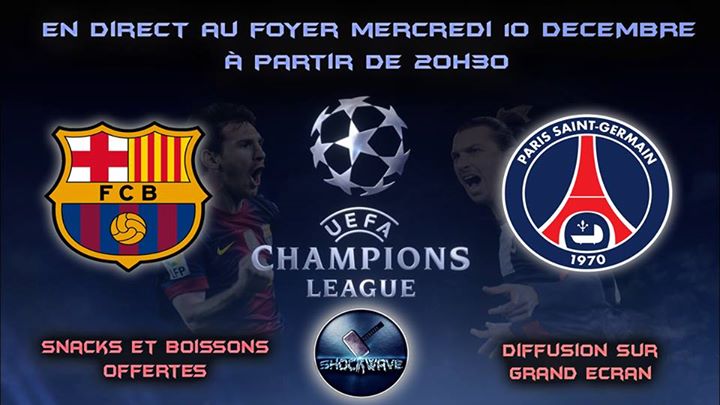 EN DIRECT AU FOYER MERCREDI 10 DECEMBRE
À PARTIR DE 20H30
FCB
LFP
UEFA
CHAMPIONS
LEAGUE
PARIS SAINT-GERMAIN
1970
SNACKS ET BOISSONS
OFFERTES
SHOCKWAVE
DIFFUSION SUR
GRAND ECRAN